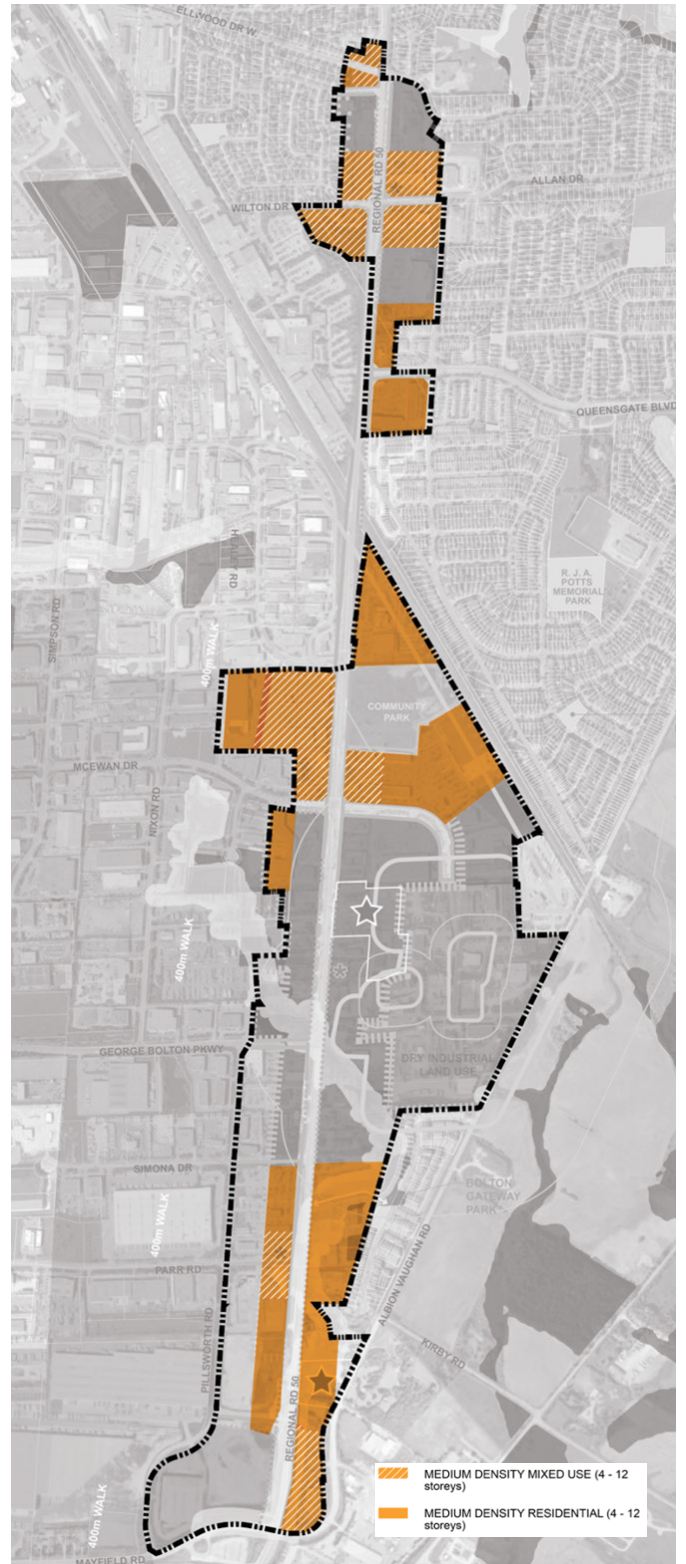 ELLWOOD DR W
REGIONAL RD 50
ALLAN DR
WILTON DR
QUEENSGATE BLVD
HOLLEY RD
R. J. A.
POTTS
MEMORIAL
PARK
SIMPSON RD
400m WALK
COMMUNITY
PARK
MCEWAN DR
NIXON RD
400m WALK
GEORGE BOLTON PKWY
DRY INDUSTRIAL
LAND USE
SIMONA DR
BOLTON
GATEWAY
PARK
400m WALK
ALBION VAUGHAN RD
PARR RD
PILLSWORTH RD
KIRBY RD
REGIONAL RD 50
MEDIUM DENSITY MIXED USE (4 - 12
storeys)
MEDIUM DENSITY RESIDENTIAL (4 - 12
storeys)
400m WALK
MAYFIELD RD